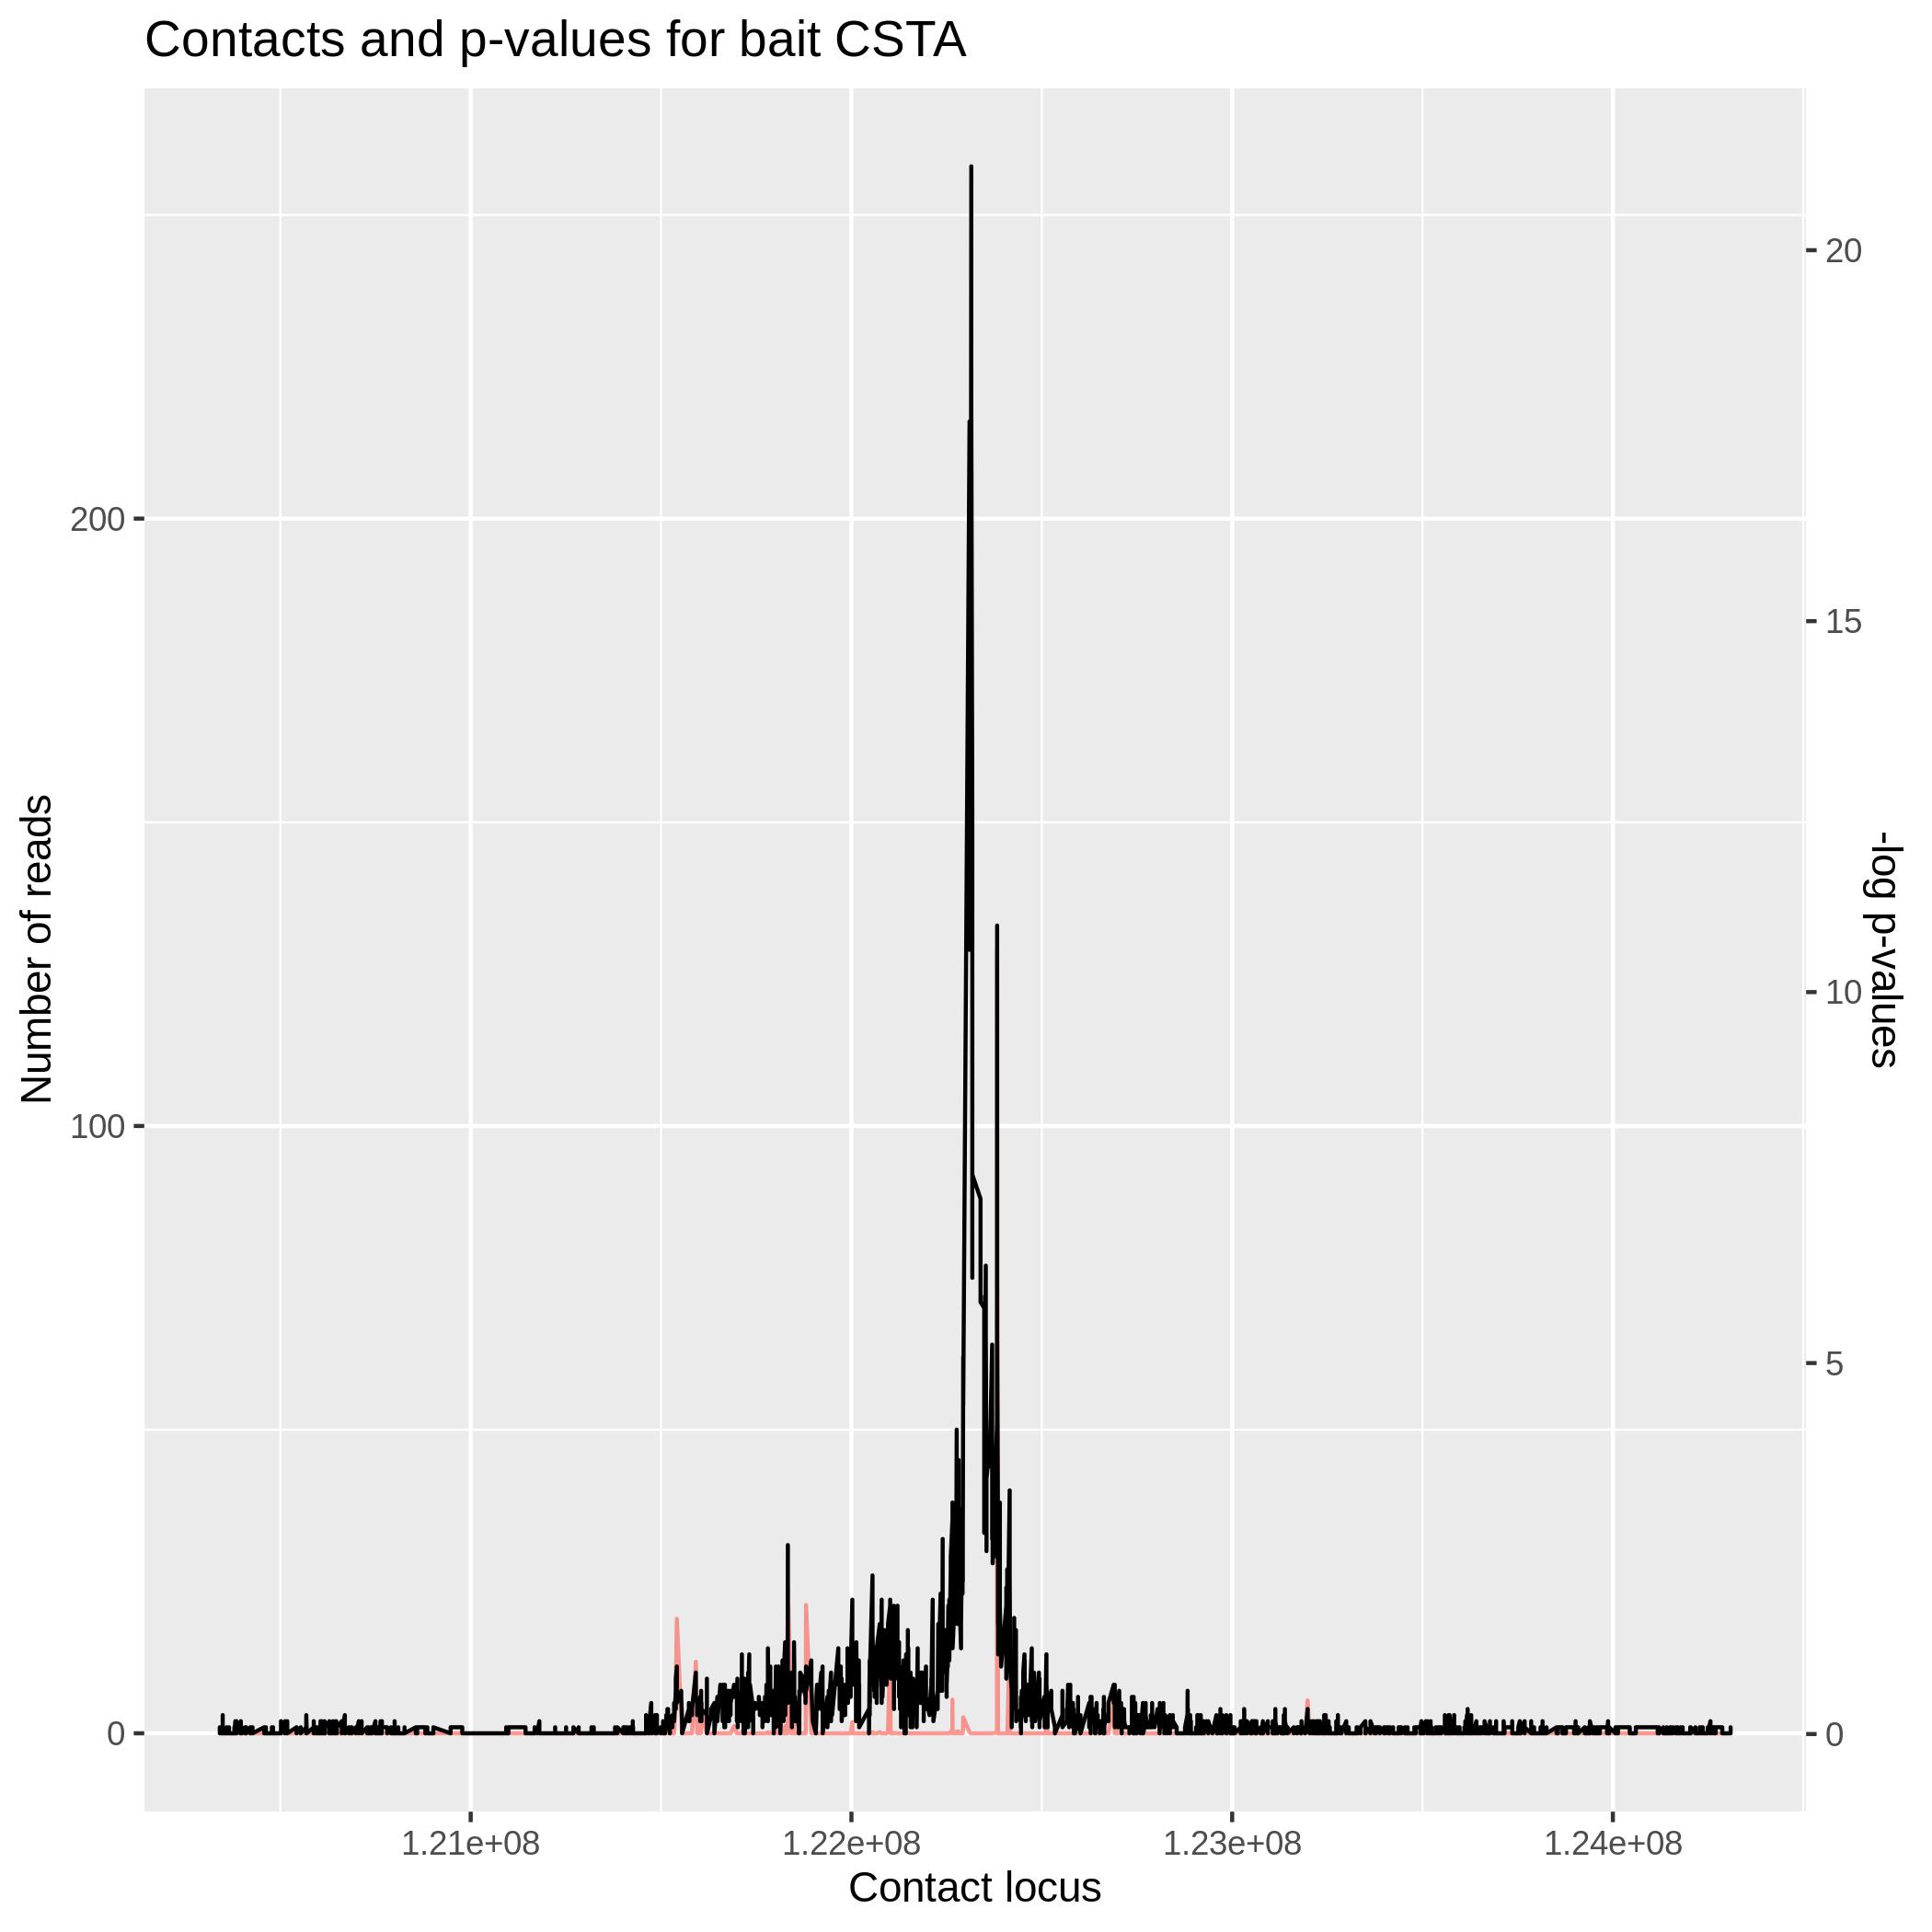 Contacts and p-values for bait CSTA
Number of reads
200
100
0
20
15
10
5
0
-log p-values
1.21e+08
1.22e+08
1.23e+08
1.24e+08
Contact locus